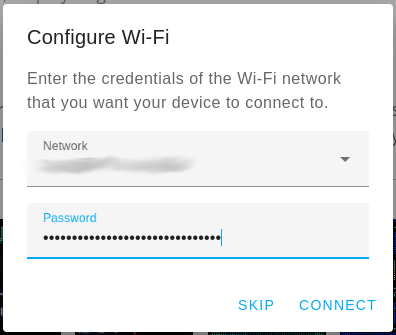 Configure Wi-Fi
Enter the credentials of the Wi-Fi network
that you want your device to connect to.
Network
Password
••••••••••••••••••••••••••••••••
SKIP
CONNECT